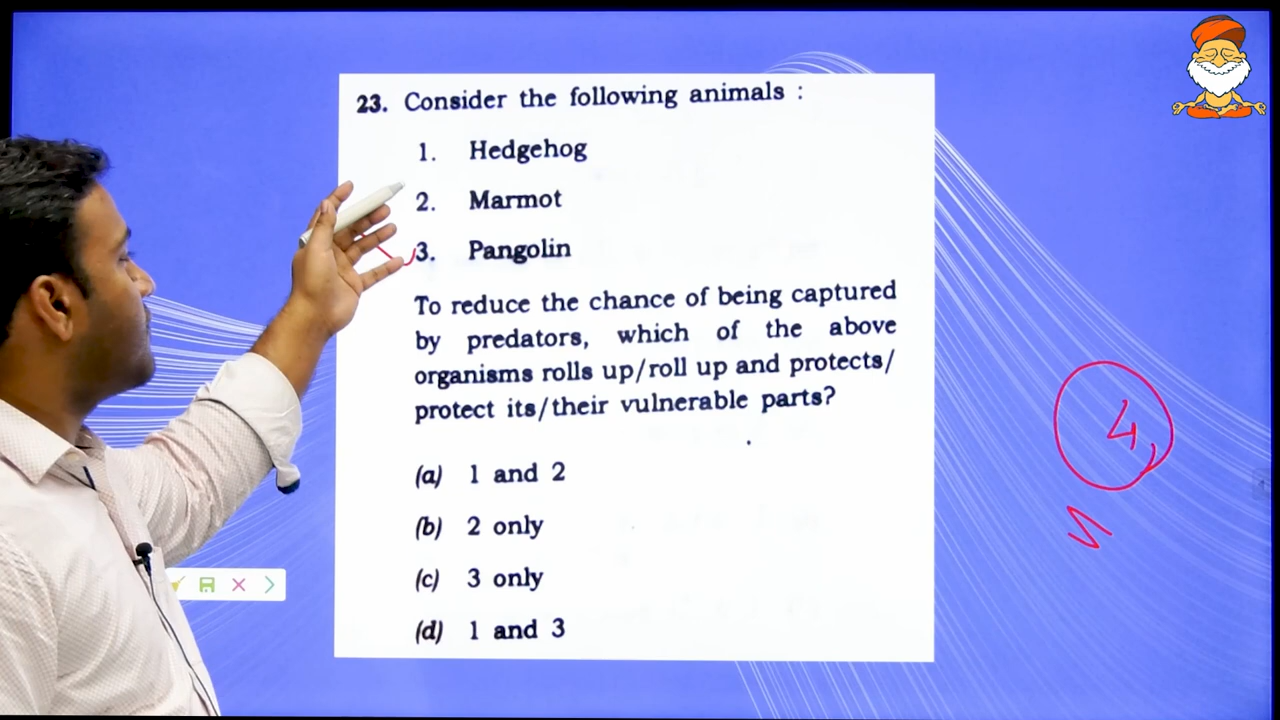 23. Consider the following animals :
1. Hedgehog
2. Marmot
3. Pangolin
To reduce the chance of being captured
by predators, which of the above
organisms rolls up/roll up and protects/
protect its/their vulnerable parts?
(a) 1 and 2
(b) 2 only
(c) 3 only
(d) 1 and 3
4